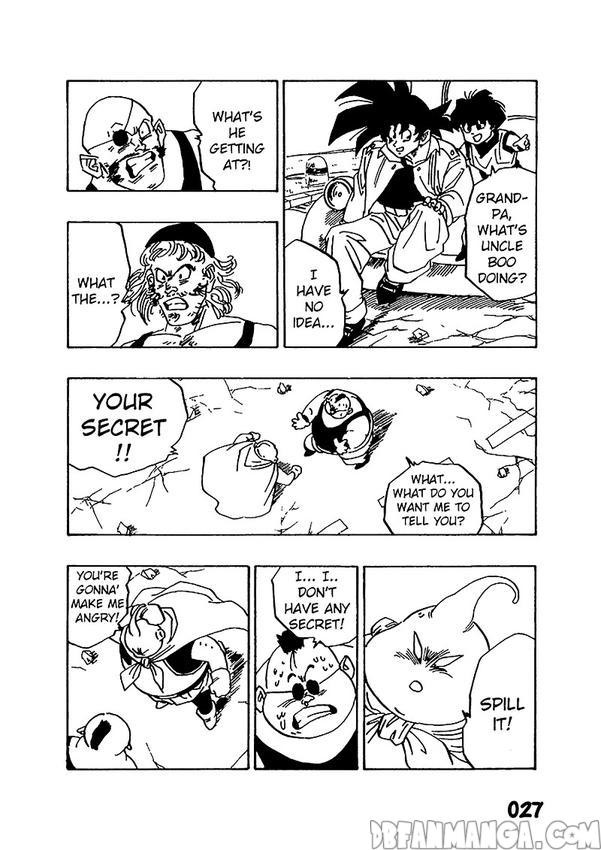 WHAT'S
HE
GETTING
AT?!
GRAND-
PA,
WHAT'S
UNCLE
BOO
DOING?
I
HAVE
NO
IDEA...
WHAT
THE...?
YOUR
SECRET
!!
WHAT...
WHAT DO YOU
WANT ME TO
TELL YOU?
YOU'RE
GONNA'
MAKE ME
ANGRY!
I... I..
DON'T
HAVE ANY
SECRET!
SPILL
IT!
027
DBFANMANGA.COM